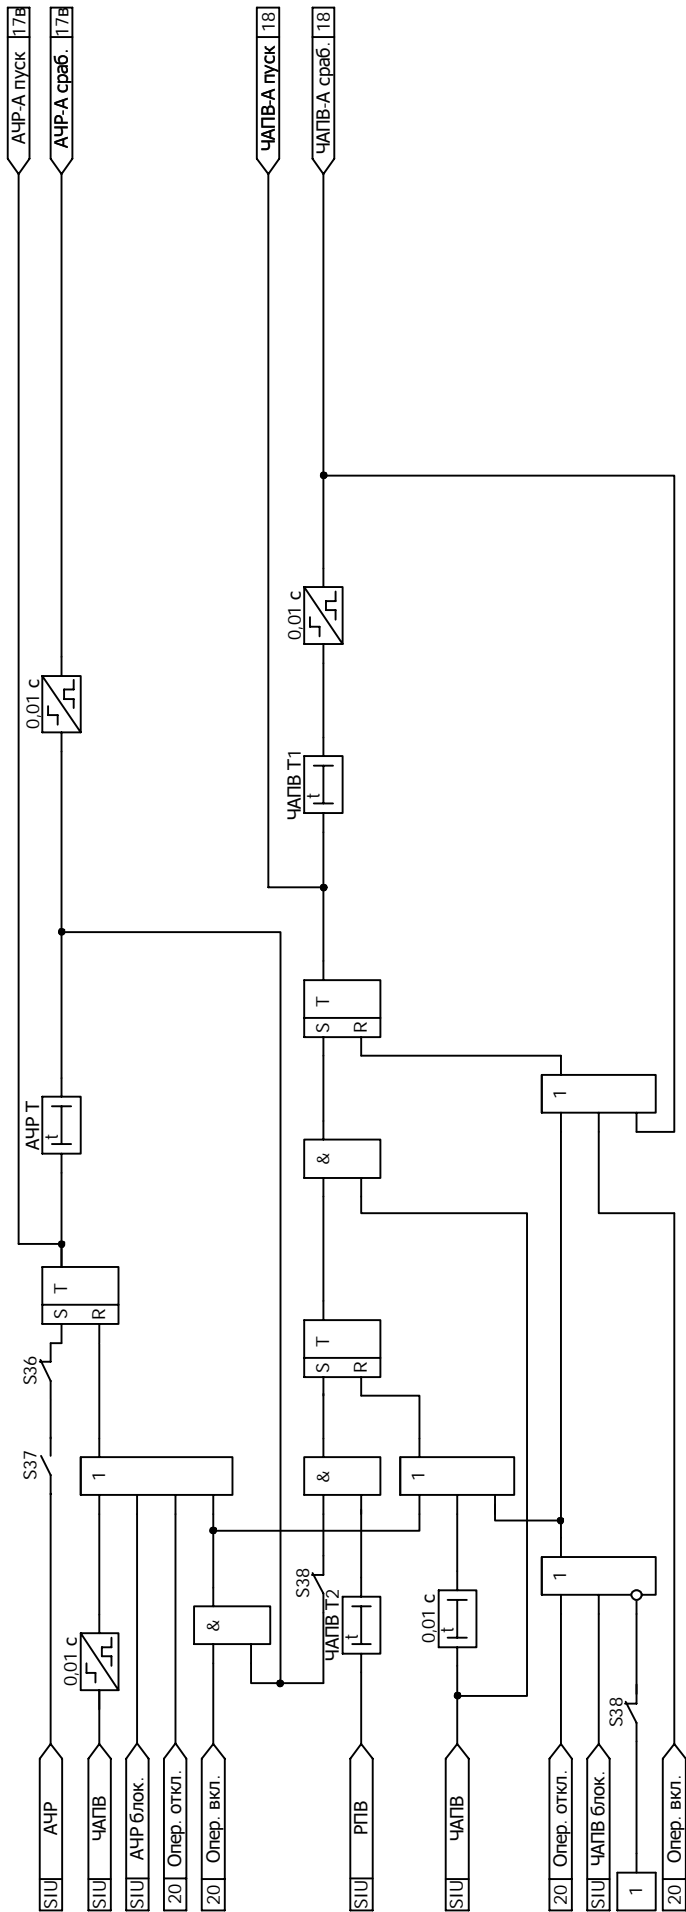 АЧР-А пуск 17в
АЧР-А сраб. 17в
ЧАПВ-А пуск 18
ЧАПВ-А сраб. 18
0,01 с
0,01 с
ЧАПВ Т1
t
АЧР Т
t
S T
R
S T
R
S T
R
&
1
S36
S37
1
&
1
S38
&
ЧАПВ Т2
t
0,01 с
t
1
0,01 с
S38
SIU АЧР
SIU ЧАПВ
SIU АЧР блок.
20 Опер. откл.
20 Опер. вкл.
SIU РПВ
SIU ЧАПВ
20 Опер. откл.
SIU ЧАПВ блок.
1
20 Опер. вкл.